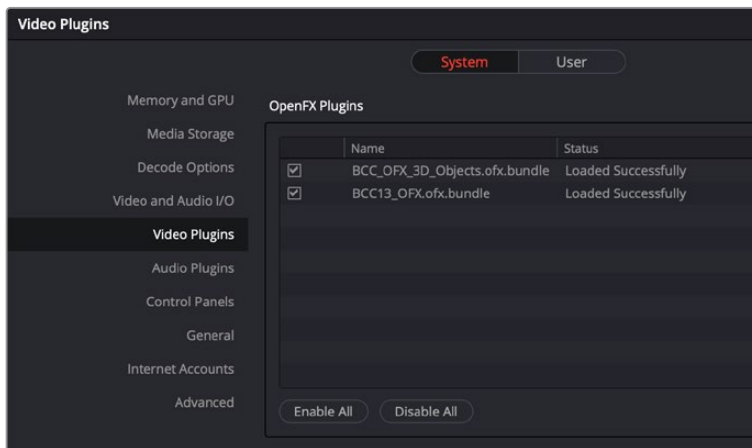 Video Plugins
System User
Memory and GPU
Media Storage
Decode Options
Video and Audio I/O
Video Plugins
Audio Plugins
Control Panels
General
Internet Accounts
Advanced
OpenFX Plugins
Name Status
BCC_OFX_3D_Objects.ofx.bundle Loaded Successfully
BCC13_OFX.ofx.bundle Loaded Successfully
Enable All Disable All